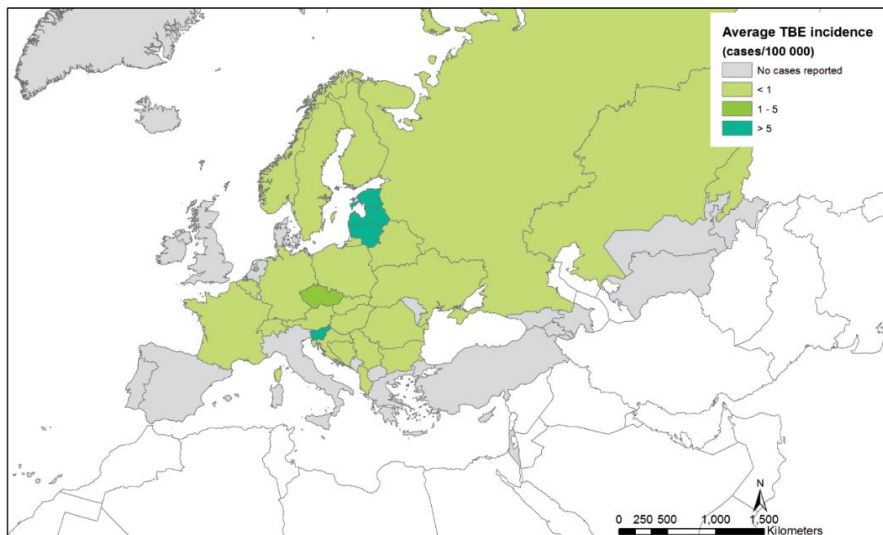 Average TBE incidence
(cases/100 000)
No cases reported
< 1
1 - 5
> 5
N
0 250 500 1,000 1,500
Kilometers